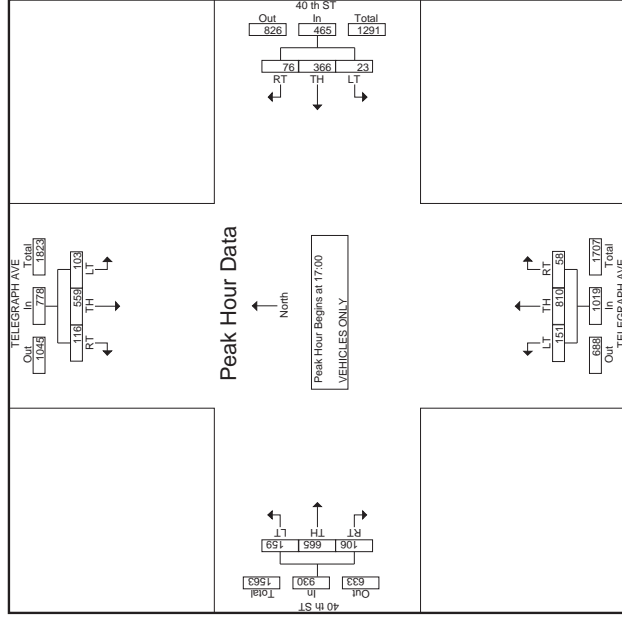 40 th ST
Out In Total
826 465 1291
76 366 23
RT TH LT
TELEGRAPH AVE
Out In Total
1045 778 1823
116 559 103
RT TH LT
Peak Hour Data
North
Peak Hour Begins at 17:00
VEHICLES ONLY
LT TH RT
151 810 58
688 1019 1707
Out In Total
TELEGRAPH AVE
LT TH RT
159 665 106
1563 930 633
Total In Out
40 th ST